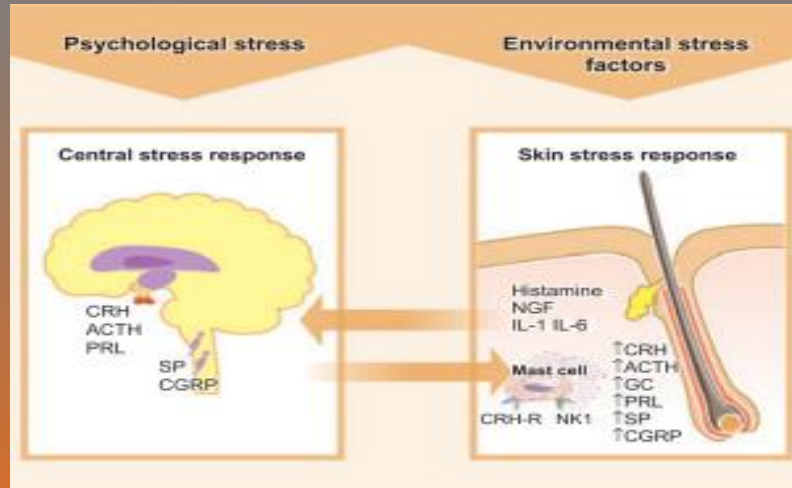 Psychological stress
Environmental stress
factors
Central stress response
CRH
ACTH
PRL
SP
CGRP
Skin stress response
Histamine
NGF
IL-1 IL-6
Mast cell
CRH-R NK1
↑CRH
↑ACTH
↑GC
↑PRL
↑SP
↑CGRP